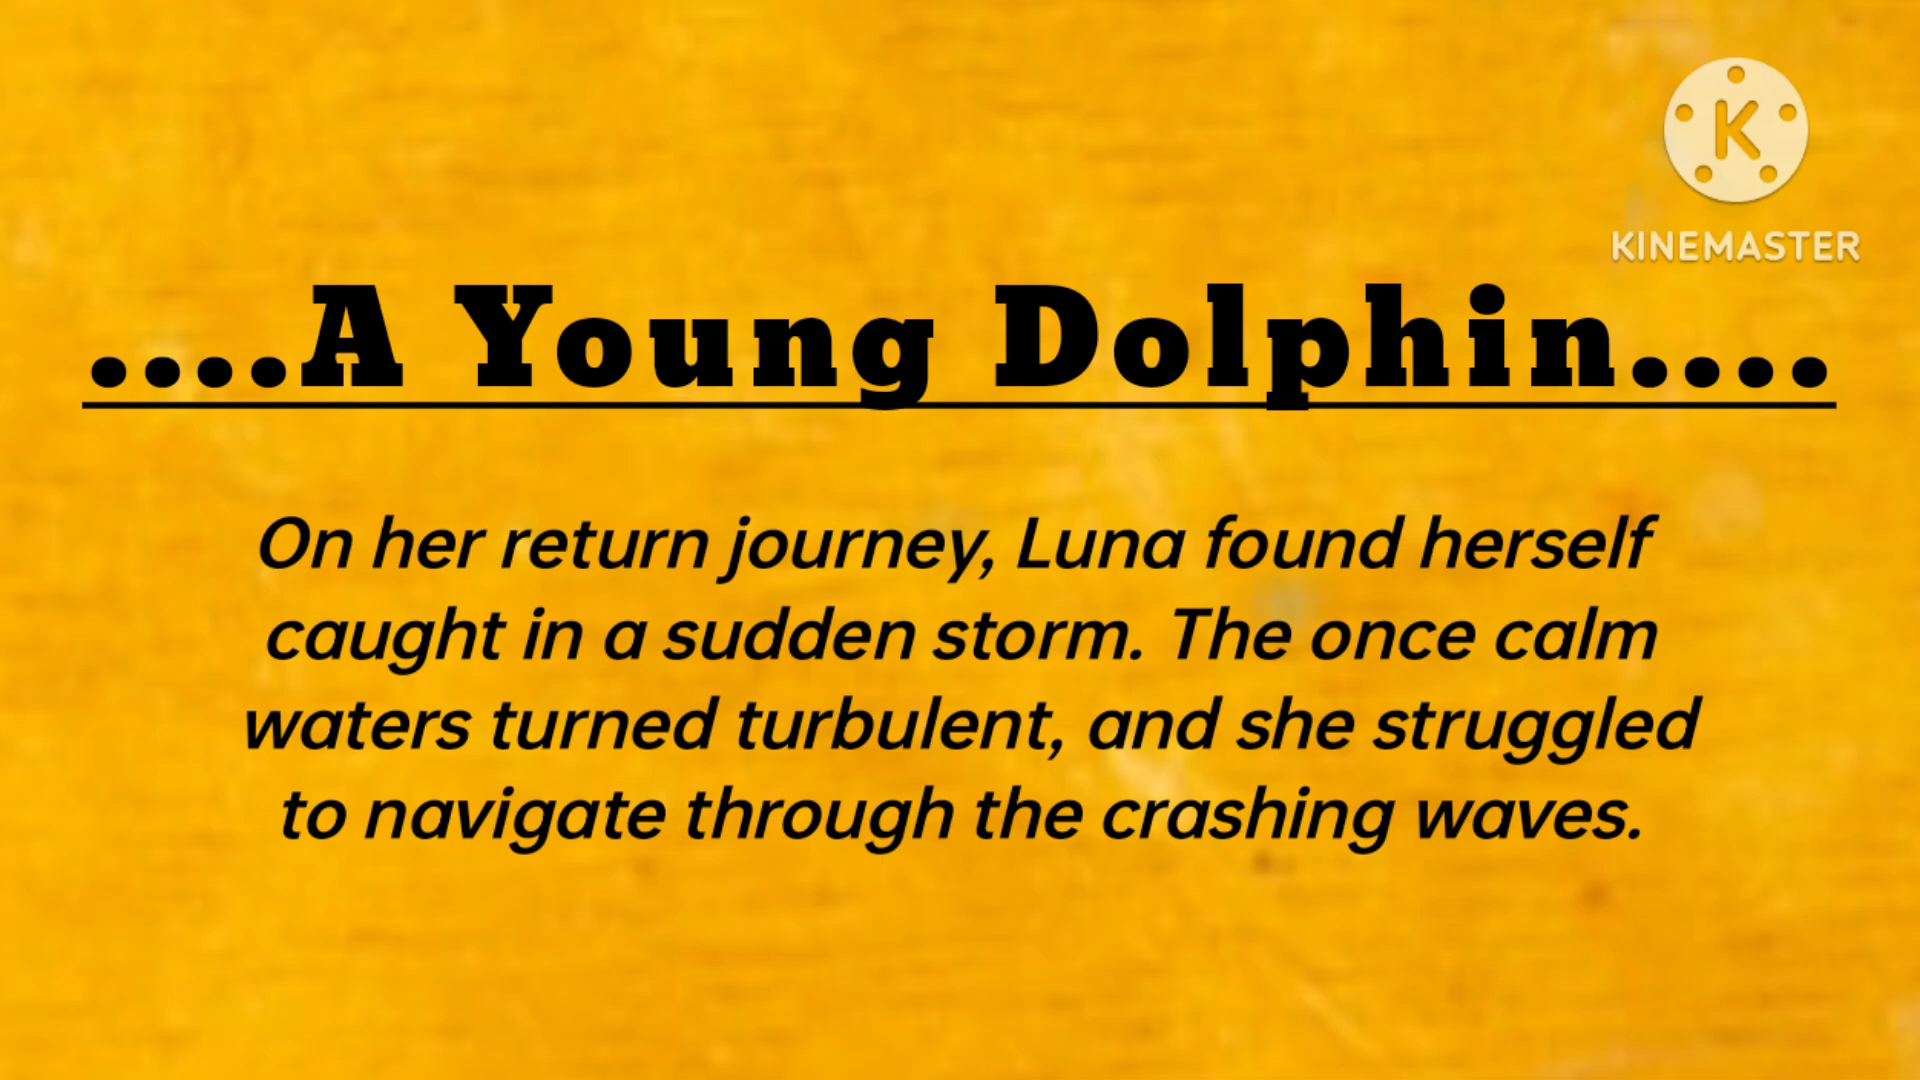 K
KINEMASTER
....A Young Dolphin....
On her return journey, Luna found herself
caught in a sudden storm. The once calm
waters turned turbulent, and she struggled
to navigate through the crashing waves.